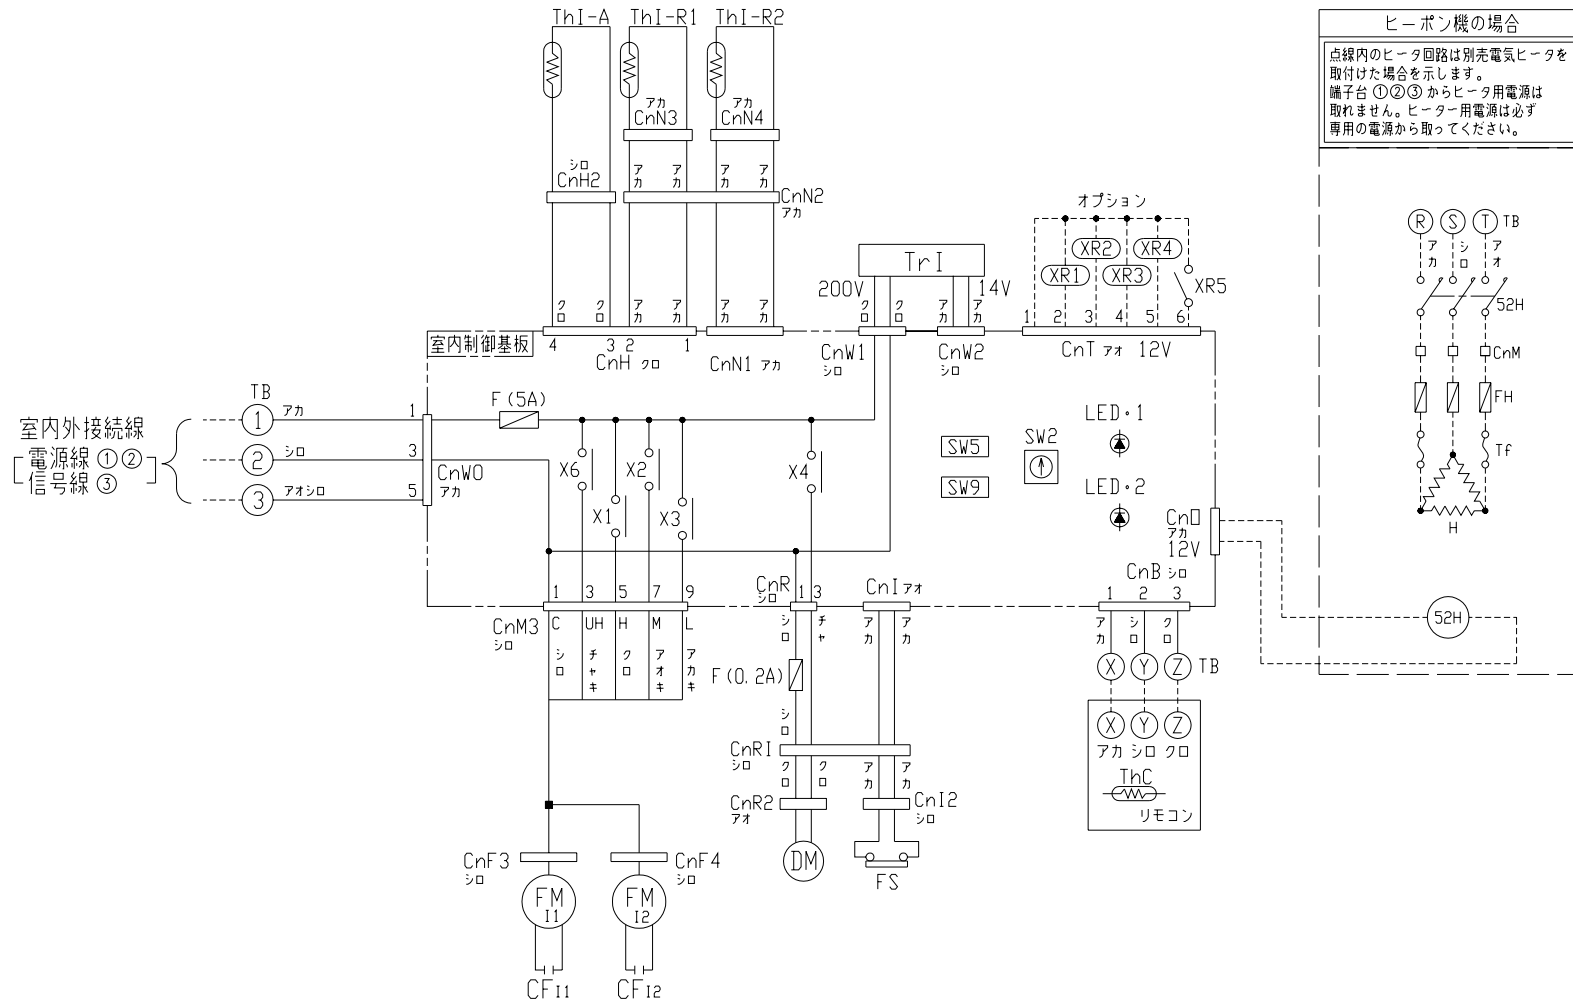 ThI-A ThI-R1 ThI-R2
アカ CnN3
アカ CnN4
シロ CnH2
アカ アカ アカ アカ
CnN2 アカ
クロ クロ アカ アカ アカ アカ
4 3 2 1
CnH クロ
CnN1 アカ
室内制御基板
TrI
200V 14V
クロ クロ アカ アカ
CnW1 シロ
CnW2 シロ
オプション
XR1 XR2 XR3 XR4 XR5
1 2 3 4 5 6
CnT アオ 12V
ヒーポン機の場合
点線内のヒータ回路は別売電気ヒータを
取付けた場合を示します。
端子台①②③からヒータ用電源は
取れません。ヒーター用電源は必ず
専用の電源から取ってください。
R S T TB
アカ シロ アオ
52H
CnM
FH
Tf
H
52H
室内外接続線
電源線①②
信号線③
TB
1 アカ 1
2 シロ 3
3 アオシロ 5
CnW0 アカ
F(5A)
X6 X1 X2 X3 X4
SW5
SW9
SW2
LED・1
LED・2
Cn□
アカ
12V
CnB シロ
1 2 3
アカ シロ クロ
X Y Z TB
X Y Z
アカ シロ クロ
ThC
リモコン
1 3 5 7 9
CnM3 シロ
C UH H M L
シロ チャキ クロ アオキ アカキ
CnR シロ
1 3
シロ チャ
CnI アオ
アカ アカ
F(0.2A)
シロ
CnRI シロ
クロ クロ アカ アカ
CnR2 アオ
CnI2 シロ
DM
FS
CnF3 シロ
CnF4 シロ
FM I1
FM I2
CFI1
CFI2